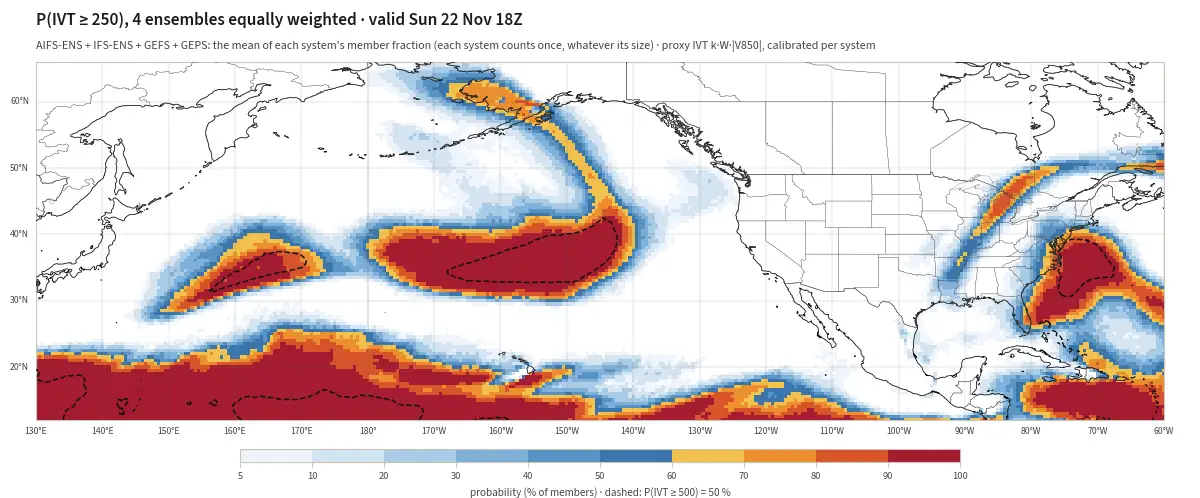 P(IVT ≥ 250), 4 ensembles equally weighted · valid Sun 22 Nov 18Z
AIFS-ENS + IFS-ENS + GEFS + GEPS: the mean of each system's member fraction (each system counts once, whatever its size) · proxy IVT k·W·|V850|, calibrated per system
60°N
50°N
40°N
30°N
20°N
130°E 140°E 150°E 160°E 170°E 180° 170°W 160°W 150°W 140°W 130°W 120°W 110°W 100°W 90°W 80°W 70°W 60°W
5 10 20 30 40 50 60 70 80 90 100
probability (% of members) · dashed: P(IVT ≥ 500) = 50 %